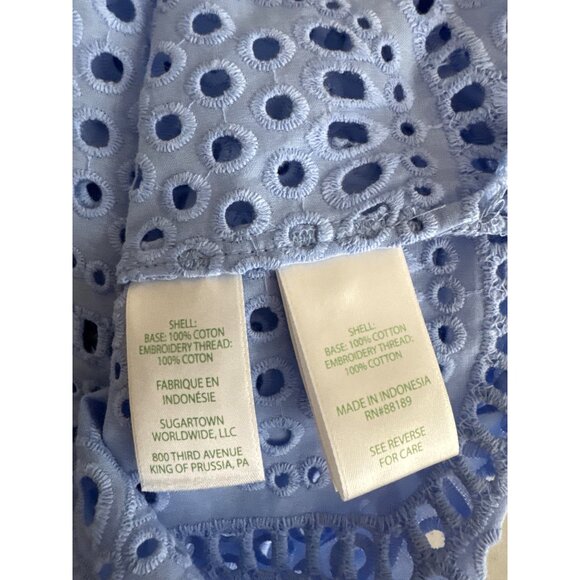 SHELL:
BASE: 100% COTON
EMBROIDERY THREAD:
100% COTON
FABRIQUE EN
INDONÉSIE
SUGARTOWN
WORLDWIDE, LLC
800 THIRD AVENUE
KING OF PRUSSIA, PA
SHELL:
BASE: 100% COTTON
EMBROIDERY THREAD:
100% COTTON
MADE IN INDONESIA
RN#88189
SEE REVERSE
FOR CARE